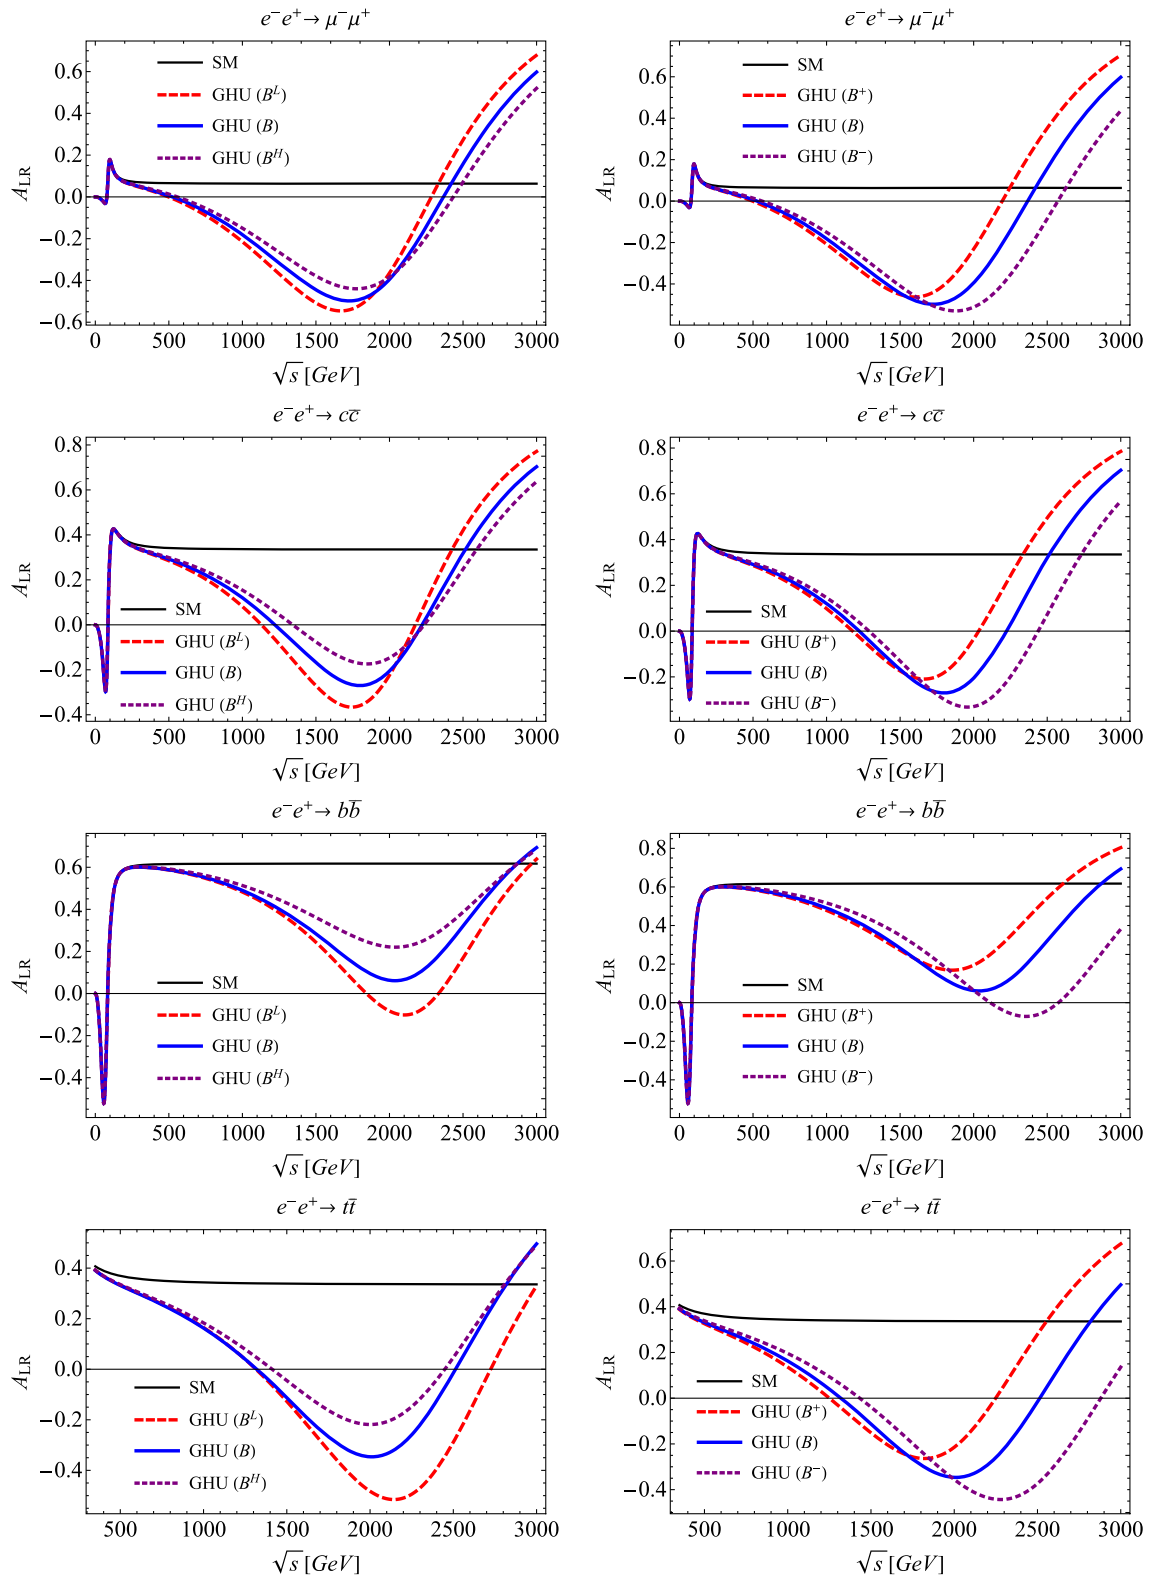 e⁻e⁺→ μ⁻μ⁺
SM
GHU (Bᴸ)
GHU (B)
GHU (Bᴴ)
A_LR
0.6
0.4
0.2
0.0
−0.2
−0.4
−0.6
0 500 1000 1500 2000 2500 3000
√s [GeV]
e⁻e⁺→ μ⁻μ⁺
SM
GHU (B⁺)
GHU (B)
GHU (B⁻)
A_LR
0.6
0.4
0.2
0.0
−0.2
−0.4
0 500 1000 1500 2000 2500 3000
√s [GeV]
e⁻e⁺→ cc̅
SM
GHU (Bᴸ)
GHU (B)
GHU (Bᴴ)
A_LR
0.8
0.6
0.4
0.2
0.0
−0.2
−0.4
0 500 1000 1500 2000 2500 3000
√s [GeV]
e⁻e⁺→ cc̅
SM
GHU (B⁺)
GHU (B)
GHU (B⁻)
A_LR
0.8
0.6
0.4
0.2
0.0
−0.2
0 500 1000 1500 2000 2500 3000
√s [GeV]
e⁻e⁺→ bb̅
SM
GHU (Bᴸ)
GHU (B)
GHU (Bᴴ)
A_LR
0.6
0.4
0.2
0.0
−0.2
−0.4
0 500 1000 1500 2000 2500 3000
√s [GeV]
e⁻e⁺→ bb̅
SM
GHU (B⁺)
GHU (B)
GHU (B⁻)
A_LR
0.8
0.6
0.4
0.2
0.0
−0.2
−0.4
0 500 1000 1500 2000 2500 3000
√s [GeV]
e⁻e⁺→ tt̅
SM
GHU (Bᴸ)
GHU (B)
GHU (Bᴴ)
A_LR
0.4
0.2
0.0
−0.2
−0.4
500 1000 1500 2000 2500 3000
√s [GeV]
e⁻e⁺→ tt̅
SM
GHU (B⁺)
GHU (B)
GHU (B⁻)
A_LR
0.6
0.4
0.2
0.0
−0.2
−0.4
500 1000 1500 2000 2500 3000
√s [GeV]